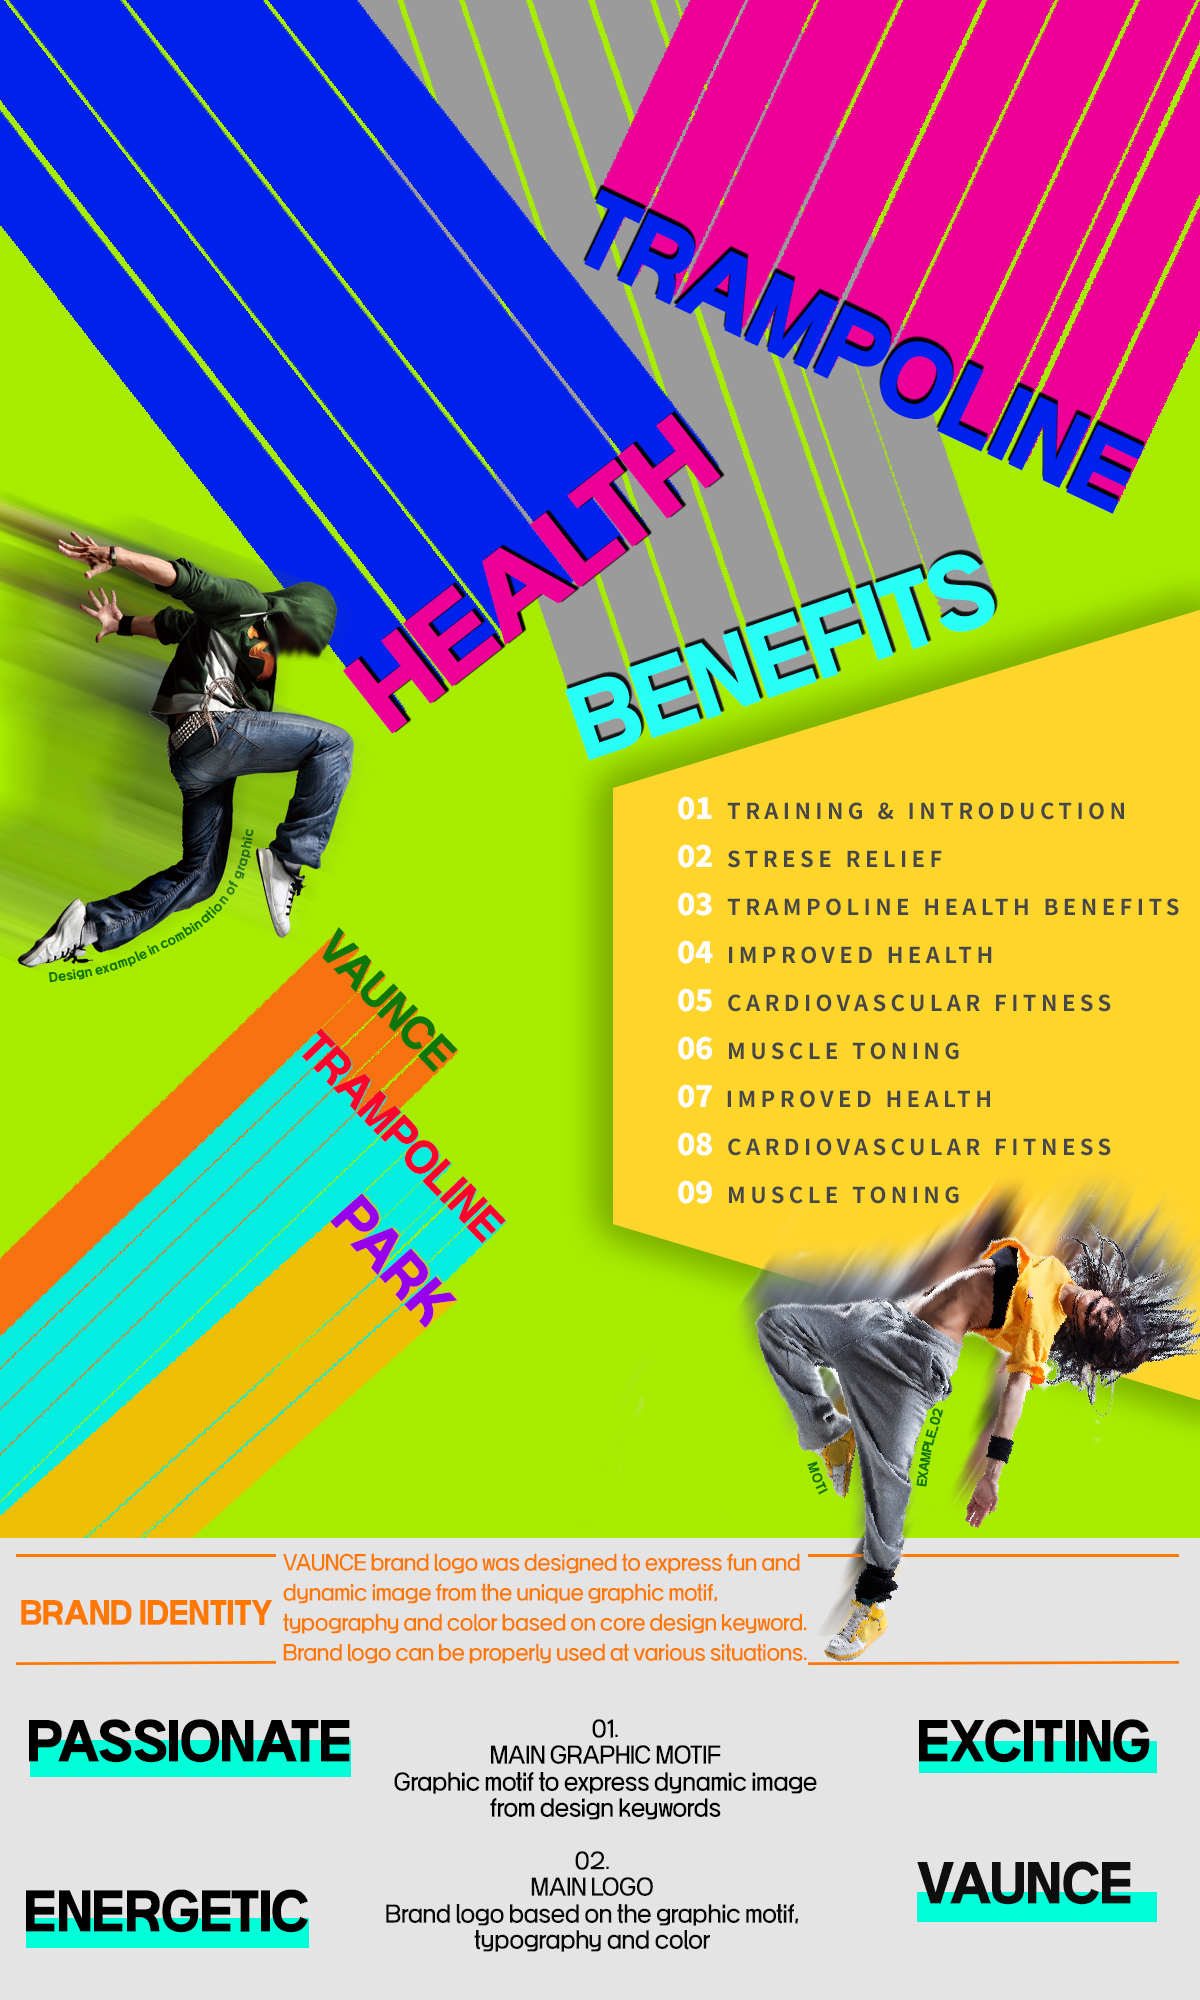 TRAMPOLINE
HEALTH
BENEFITS
01 TRAINING & INTRODUCTION
02 STRESE RELIEF
03 TRAMPOLINE HEALTH BENEFITS
04 IMPROVED HEALTH
05 CARDIOVASCULAR FITNESS
06 MUSCLE TONING
07 IMPROVED HEALTH
08 CARDIOVASCULAR FITNESS
09 MUSCLE TONING
Design example in combination of graphic
VAUNCE
TRAMPOLINE
PARK
MOTI
EXAMPLE_02
BRAND IDENTITY
VAUNCE brand logo was designed to express fun and
dynamic image from the unique graphic motif,
typography and color based on core design keyword.
Brand logo can be properly used at various situations.
PASSIONATE
01.
MAIN GRAPHIC MOTIF
Graphic motif to express dynamic image
from design keywords
EXCITING
ENERGETIC
02.
MAIN LOGO
Brand logo based on the graphic motif,
typography and color
VAUNCE